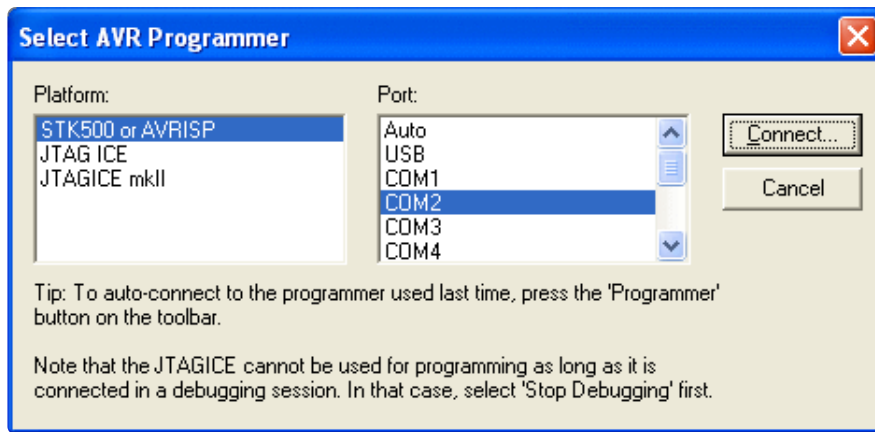 Select AVR Programmer
Platform:
STK500 or AVRISP
JTAG ICE
JTAGICE mkII
Port:
Auto
USB
COM1
COM2
COM3
COM4
Connect...
Cancel
Tip: To auto-connect to the programmer used last time, press the 'Programmer'
button on the toolbar.
Note that the JTAGICE cannot be used for programming as long as it is
connected in a debugging session. In that case, select 'Stop Debugging' first.